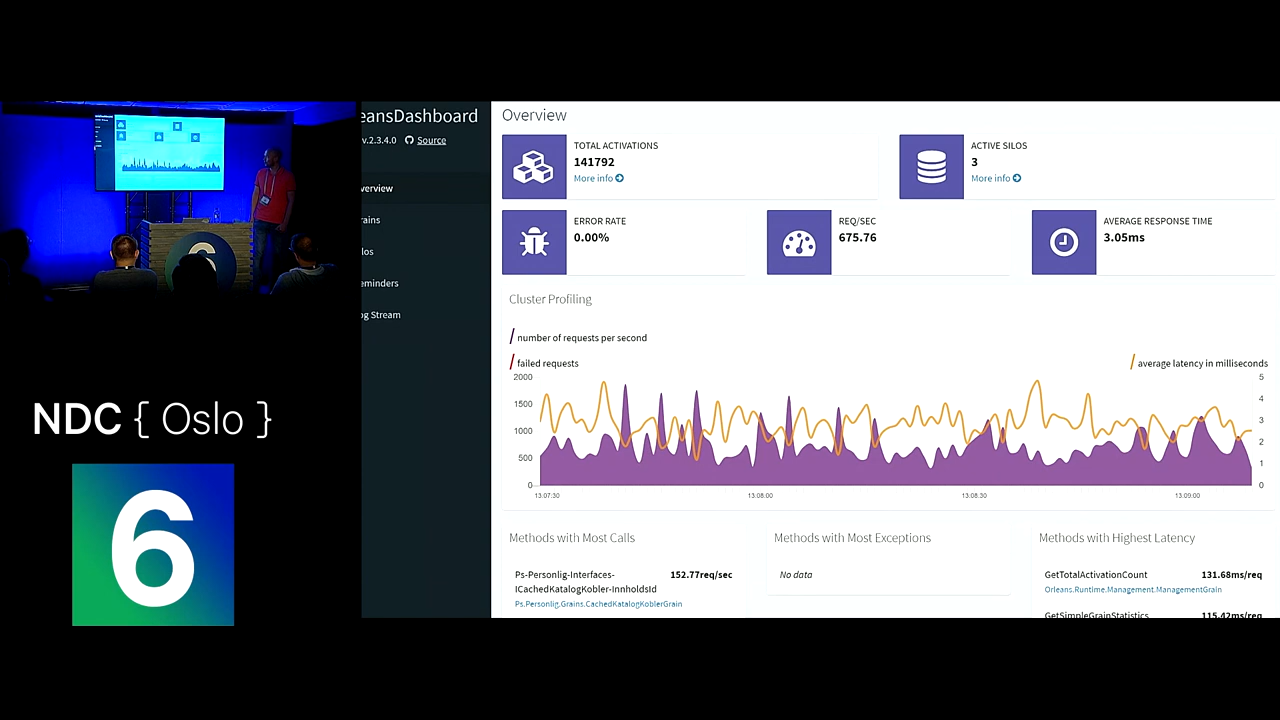 eansDashboard
v.2.3.4.0 Source
verview
rains
los
eminders
og Stream
Overview
TOTAL ACTIVATIONS
141792
More info
ACTIVE SILOS
3
More info
ERROR RATE
0.00%
REQ/SEC
675.76
AVERAGE RESPONSE TIME
3.05ms
Cluster Profiling
number of requests per second
failed requests
average latency in milliseconds
2000
1500
1000
500
0
5
4
3
2
1
0
13:07:30
13:08:00
13:08:30
13:09:00
Methods with Most Calls
Ps-Personlig-Interfaces-
ICachedKatalogKobler-InnholdsId
152.77req/sec
Ps.Personlig.Grains.CachedKatalogKoblerGrain
Methods with Most Exceptions
No data
Methods with Highest Latency
GetTotalActivationCount 131.68ms/req
Orleans.Runtime.Management.ManagementGrain
GetSimpleGrainStatistics 115.42ms/req
NDC { Oslo }
6